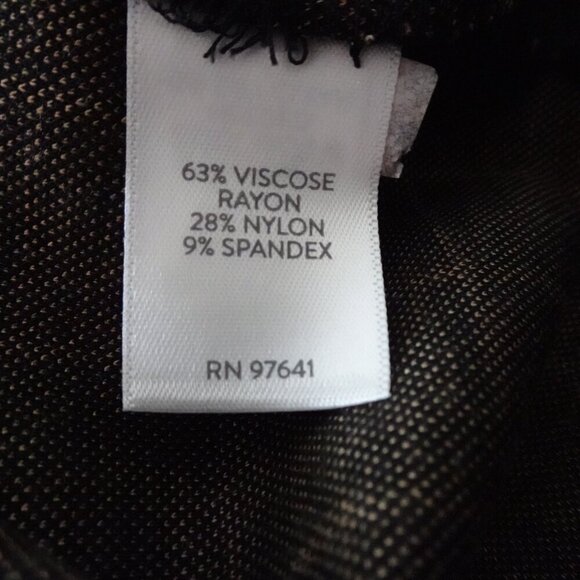 63% VISCOSE
RAYON
28% NYLON
9% SPANDEX
RN 97641